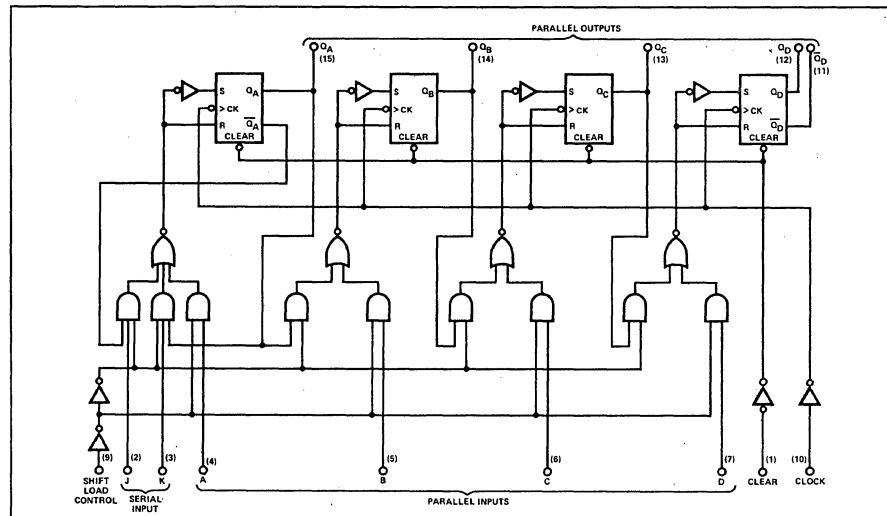 PARALLEL OUTPUTS
QA QB QC QD Q̅D
(15) (14) (13) (12) (11)
S QA S QB S QC S QD
> CK > CK > CK > CK
R Q̅A R R R Q̅D
CLEAR CLEAR CLEAR CLEAR
(9) (2) (3) (4) (5) (6) (7) (1) (10)
SHIFT J K A B C D CLEAR CLOCK
LOAD
CONTROL
SERIAL
INPUT
PARALLEL INPUTS